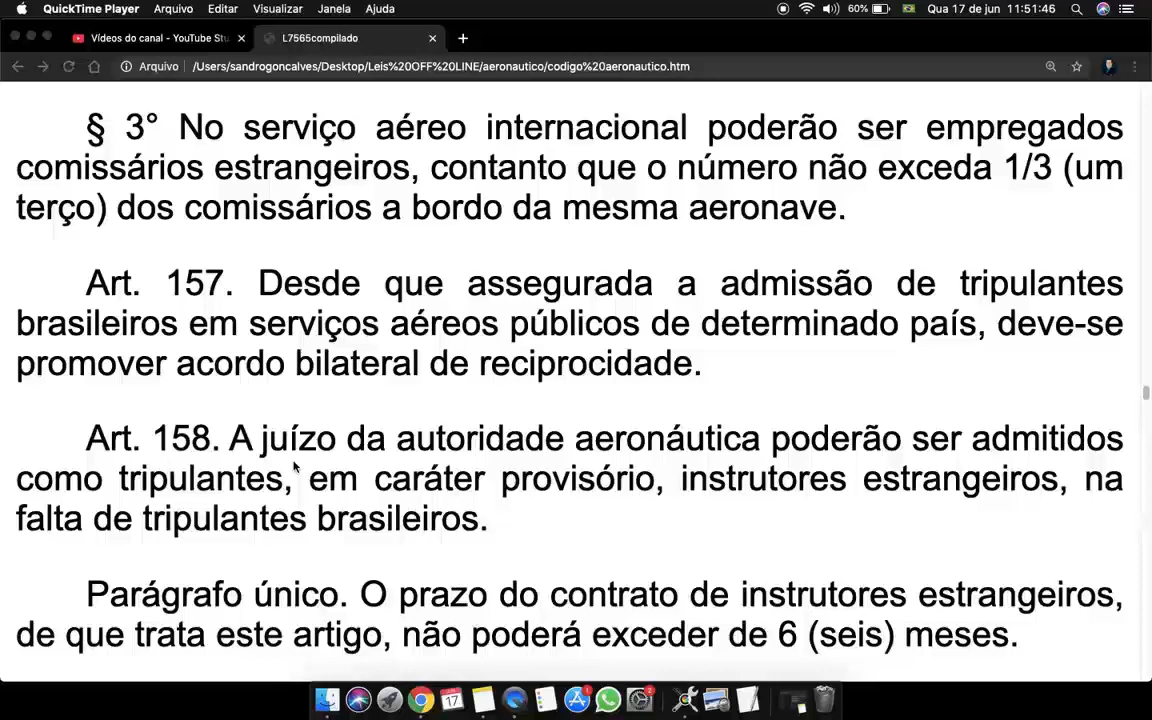 QuickTime Player Arquivo Editar Visualizar Janela Ajuda 60% Qua 17 de jun 11:51:46
Vídeos do canal - YouTube Stu L7565compilado
Arquivo /Users/sandrogoncalves/Desktop/Leis%20OFF%20LINE/aeronautico/codigo%20aeronautico.htm
§ 3° No serviço aéreo internacional poderão ser empregados
comissários estrangeiros, contanto que o número não exceda 1/3 (um
terço) dos comissários a bordo da mesma aeronave.
Art. 157. Desde que assegurada a admissão de tripulantes
brasileiros em serviços aéreos públicos de determinado país, deve-se
promover acordo bilateral de reciprocidade.
Art. 158. A juízo da autoridade aeronáutica poderão ser admitidos
como tripulantes, em caráter provisório, instrutores estrangeiros, na
falta de tripulantes brasileiros.
Parágrafo único. O prazo do contrato de instrutores estrangeiros,
de que trata este artigo, não poderá exceder de 6 (seis) meses.
17